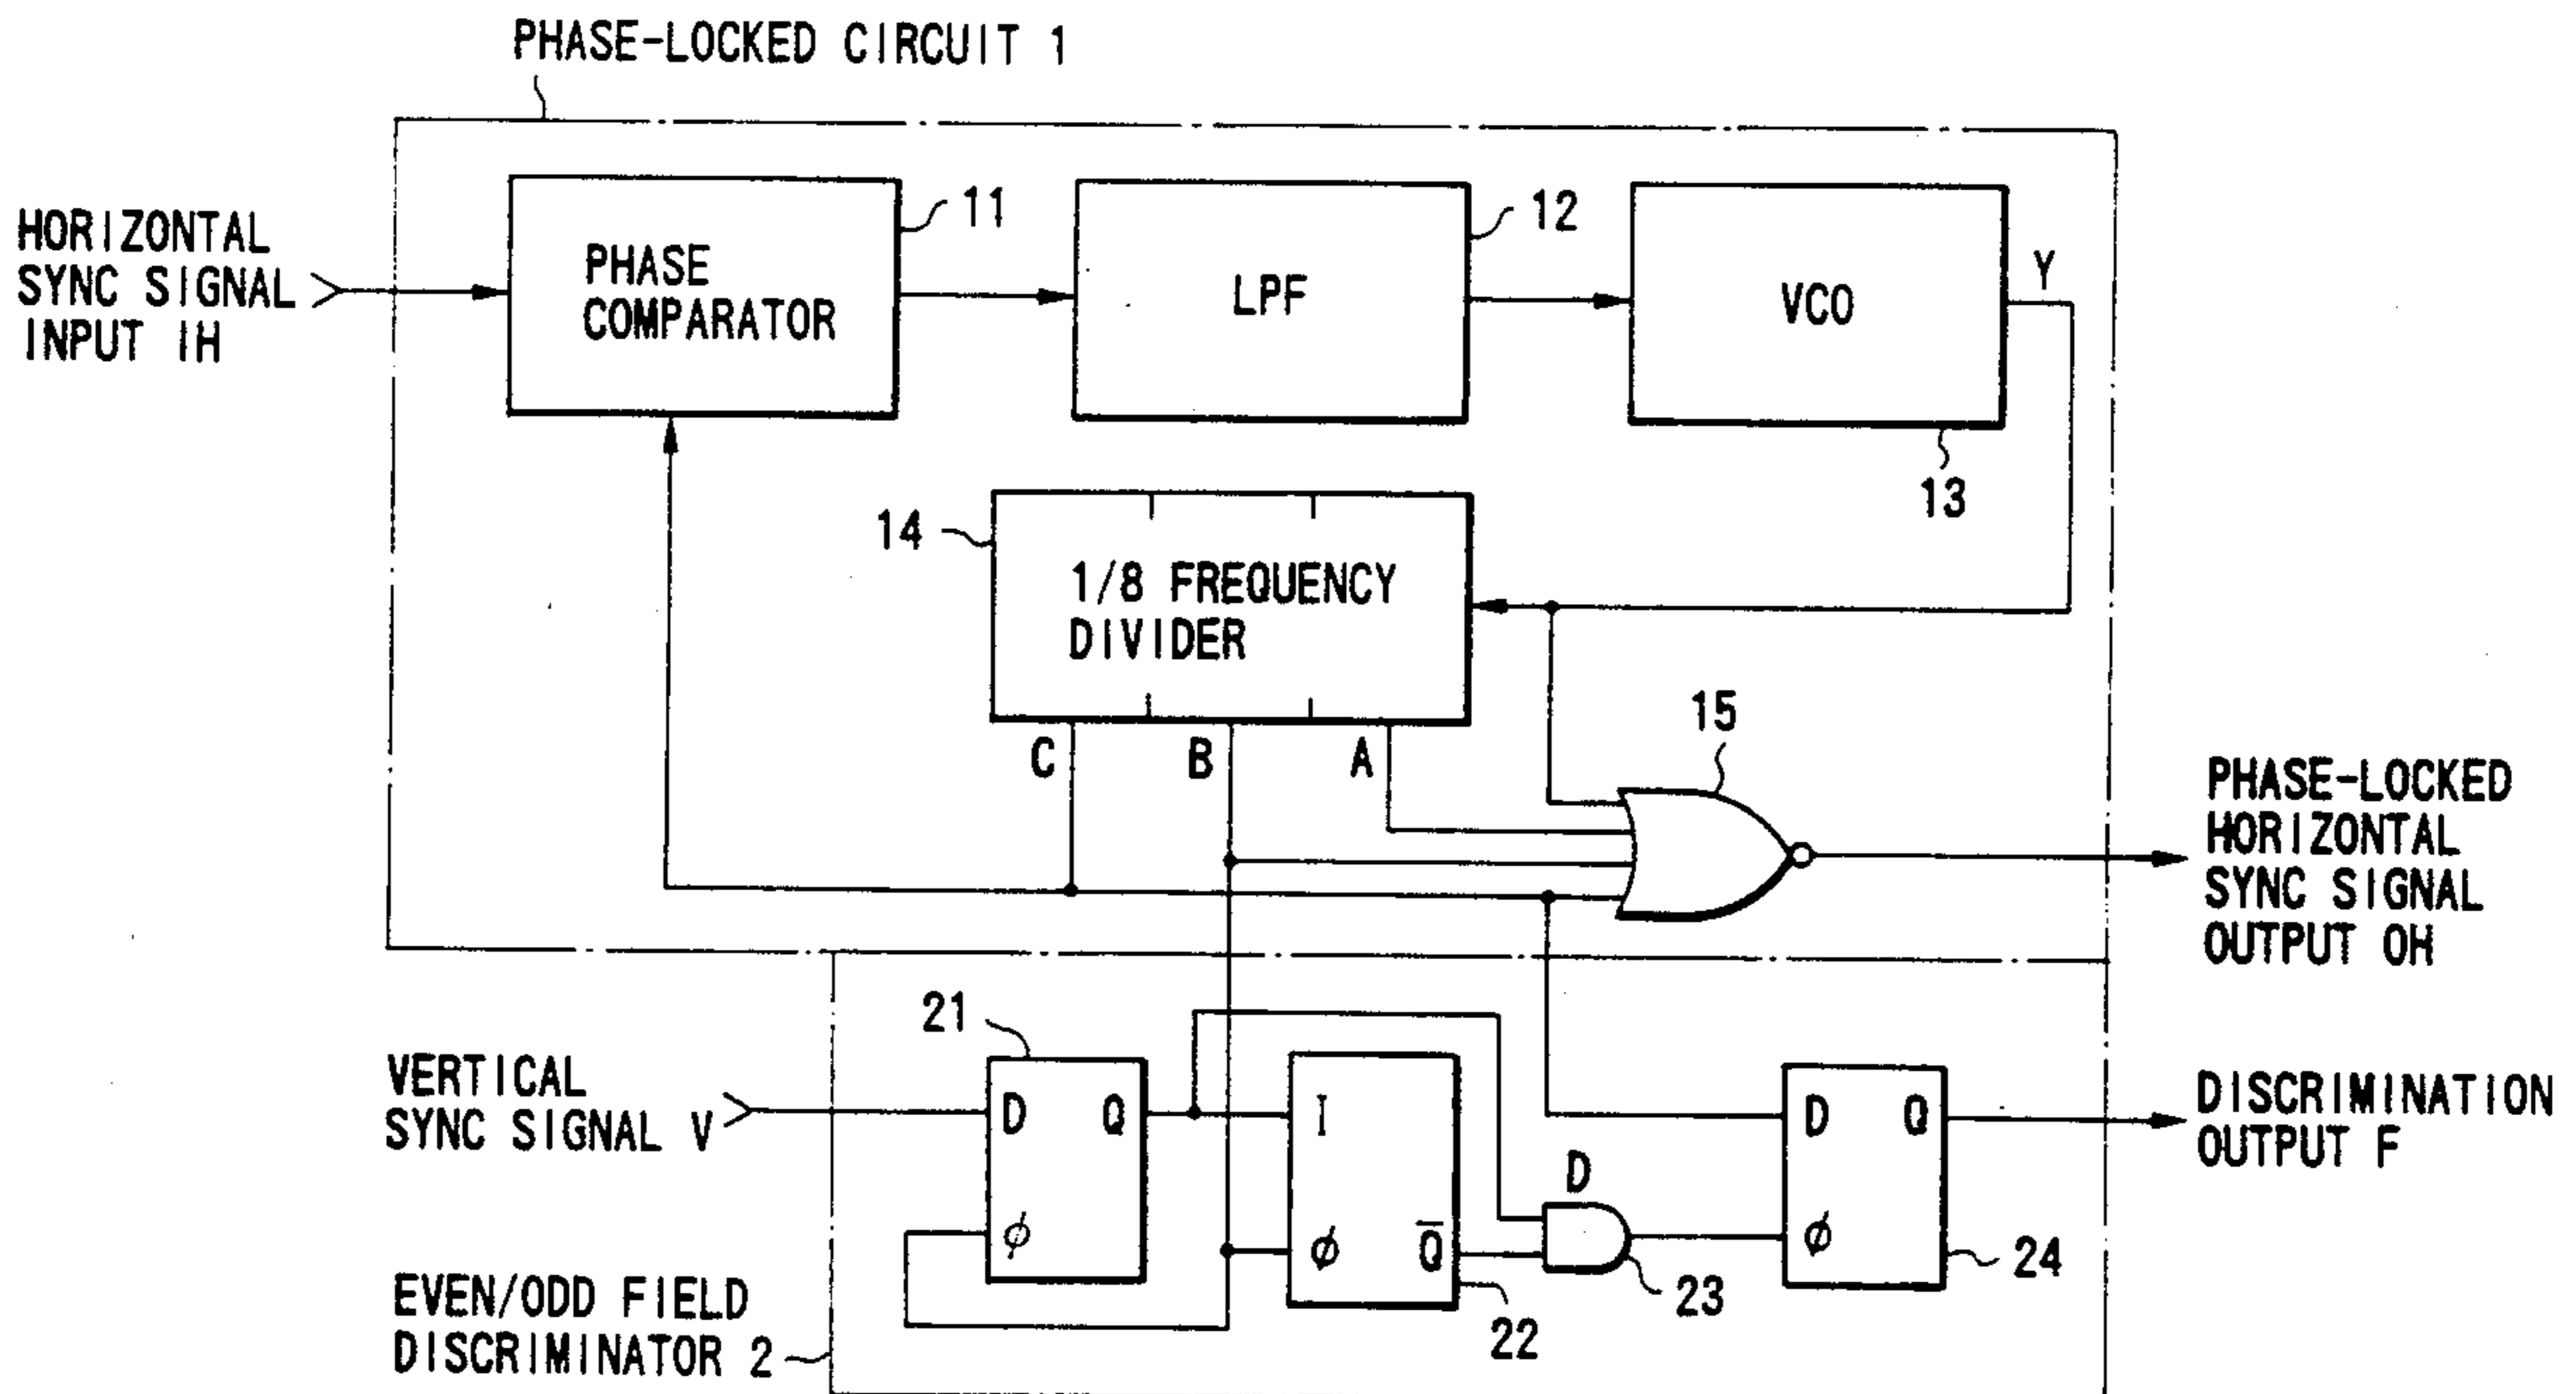 PHASE-LOCKED CIRCUIT 1
HORIZONTAL
SYNC SIGNAL
INPUT IH
PHASE
COMPARATOR
11
LPF
12
VCO
13
Y
14
1/8 FREQUENCY
DIVIDER
C
B
A
15
PHASE-LOCKED
HORIZONTAL
SYNC SIGNAL
OUTPUT OH
VERTICAL
SYNC SIGNAL V
21
D
Q
ϕ
I
ϕ
Q̅
22
D
23
D
Q
ϕ
24
DISCRIMINATION
OUTPUT F
EVEN/ODD FIELD
DISCRIMINATOR 2